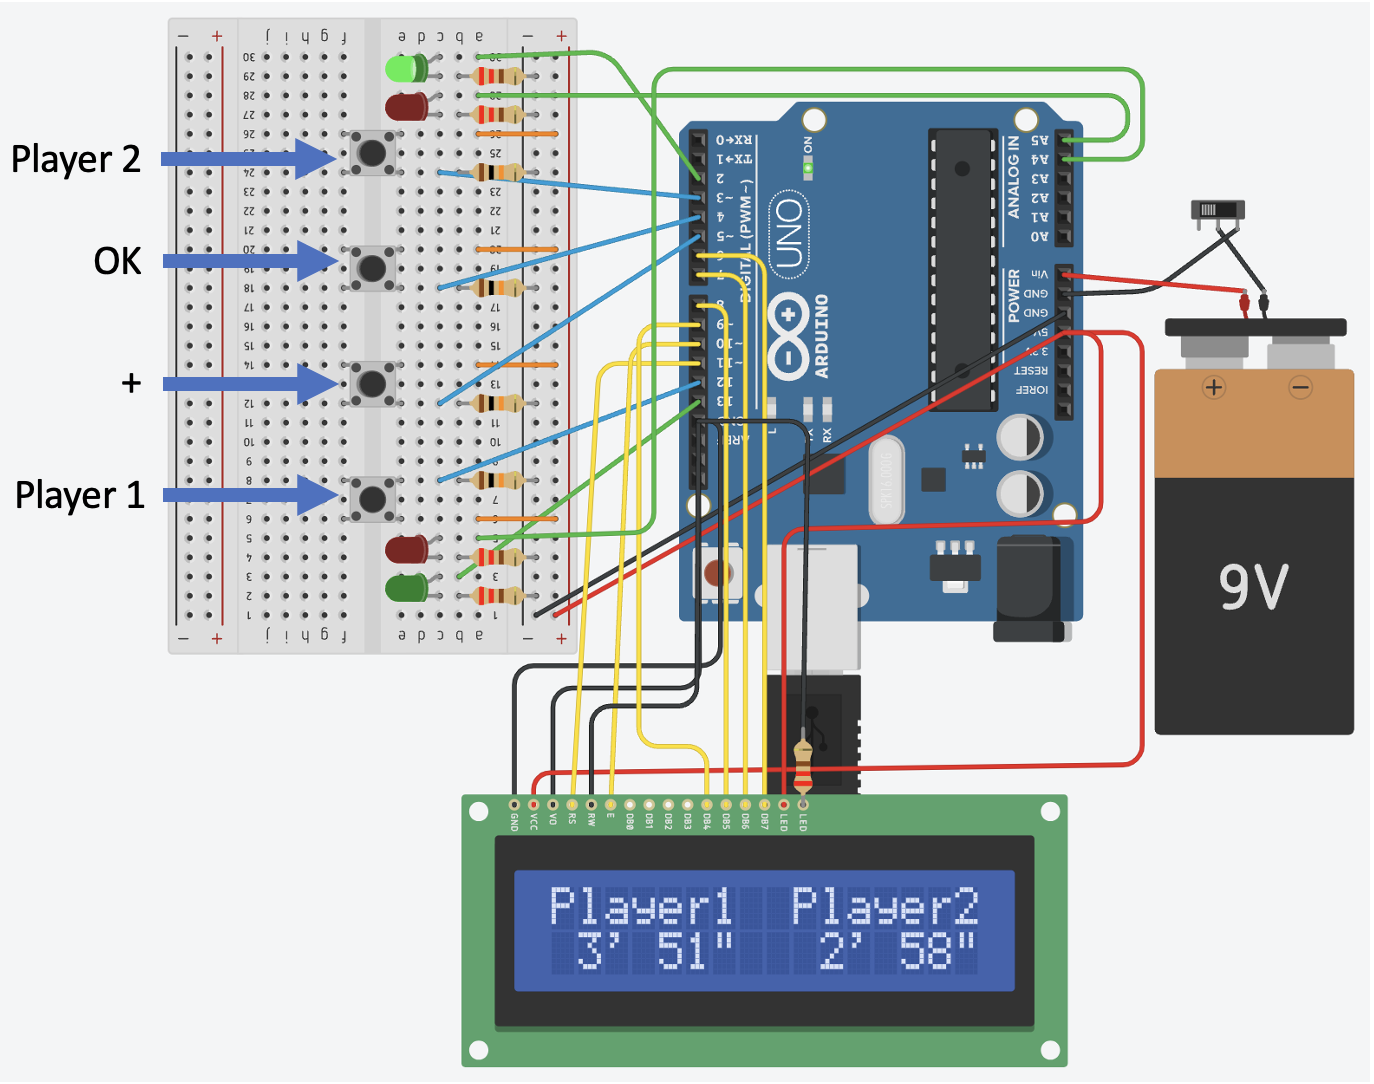 Player 2
OK
+
Player 1
− + j i h g f e d c b a − +
30
29
28
27
26
25
24
23
22
21
20
19
18
17
16
15
14
13
12
11
10
9
8
7
6
5
4
3
2
1
− + j i h g f e d c b a − +
RX←0
TX→1
2
~3
4
~5
6
7
8
~9
~10
~11
12
13
GND
AREF
DIGITAL (PWM~)
ON
UNO
ARDUINO
L
RX
ANALOG IN
A5
A4
A3
A2
A1
A0
POWER
Vin
GND
GND
5V
3.3V
RESET
IOREF
+ −
9V
GND VCC V0 RS RW E DB0 DB1 DB2 DB3 DB4 DB5 DB6 DB7 LED LED
Player1 Player2
3' 51" 2' 58"